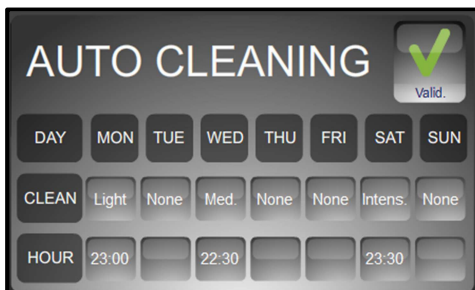 AUTO CLEANING
Valid.
DAY MON TUE WED THU FRI SAT SUN
CLEAN Light None Med. None None Intens. None
HOUR 23:00 22:30 23:30